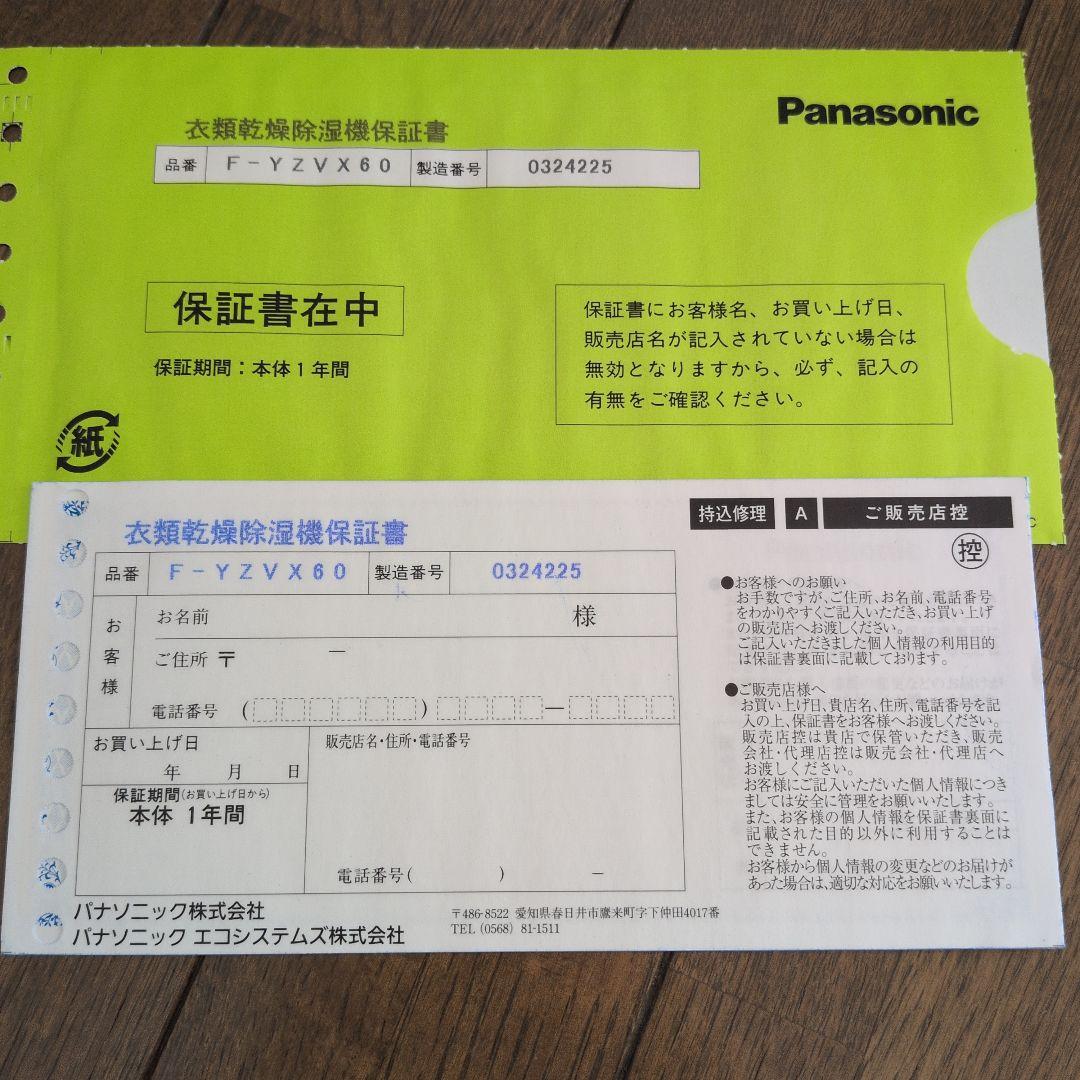 Panasonic
衣類乾燥除湿機保証書
品番 F-YZVX60 製造番号 0324225
保証書在中
保証期間：本体1年間
保証書にお客様名、お買い上げ日、
販売店名が記入されていない場合は
無効となりますから、必ず、記入の
有無をご確認ください。
紙
持込修理 A ご販売店控
控
衣類乾燥除湿機保証書
品番 F-YZVX60 製造番号 0324225
お客様
お名前 様
ご住所 〒 ー
電話番号 ( ) ー
お買い上げ日
年 月 日
保証期間(お買い上げ日から)
本体 1年間
販売店名・住所・電話番号
電話番号( ) ー
●お客様へのお願い
お手数ですが、ご住所、お名前、電話番号
をわかりやすくご記入いただき、お買い上げ
の販売店へお渡しください。
ご記入いただきました個人情報の利用目的
は保証書裏面に記載しております。
●ご販売店様へ
お買い上げ日、貴店名、住所、電話番号を記
入の上、保証書をお客様へお渡しください。
販売店控は貴店で保管いただき、販売
会社・代理店控は販売会社・代理店へ
お渡しください。
お客様にご記入いただいた個人情報につき
ましては安全に管理をお願いいたします。
また、お客様の個人情報を保証書裏面に
記載された目的以外に利用することは
できません。
お客様から個人情報の変更などのお届けが
あった場合は、適切な対応をお願いいたします。
パナソニック株式会社
パナソニック エコシステムズ株式会社
〒486-8522 愛知県春日井市鷹来町字下仲田4017番
TEL (0568) 81-1511